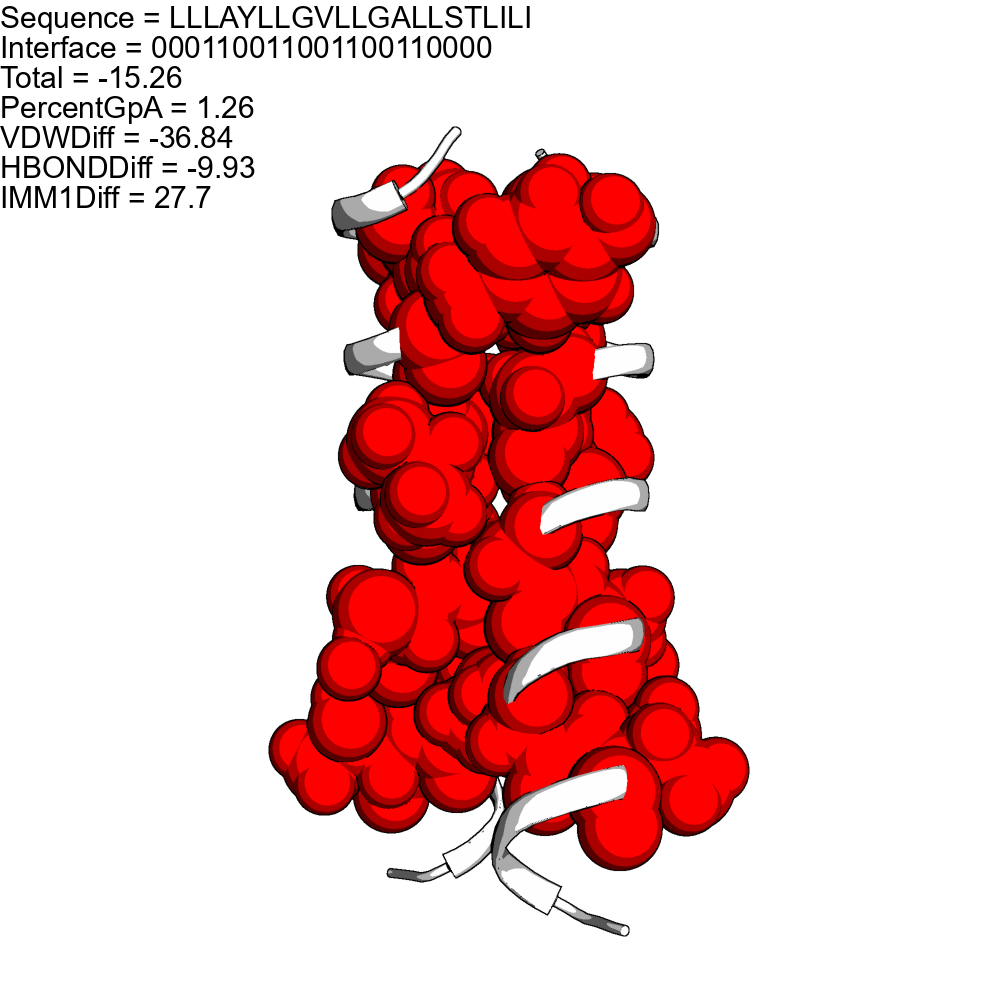 Sequence = LLLAYLLGVLLGALLSTLILI
Interface = 000110011001100110000
Total = -15.26
PercentGpA = 1.26
VDWDiff = -36.84
HBONDDiff = -9.93
IMM1Diff = 27.7